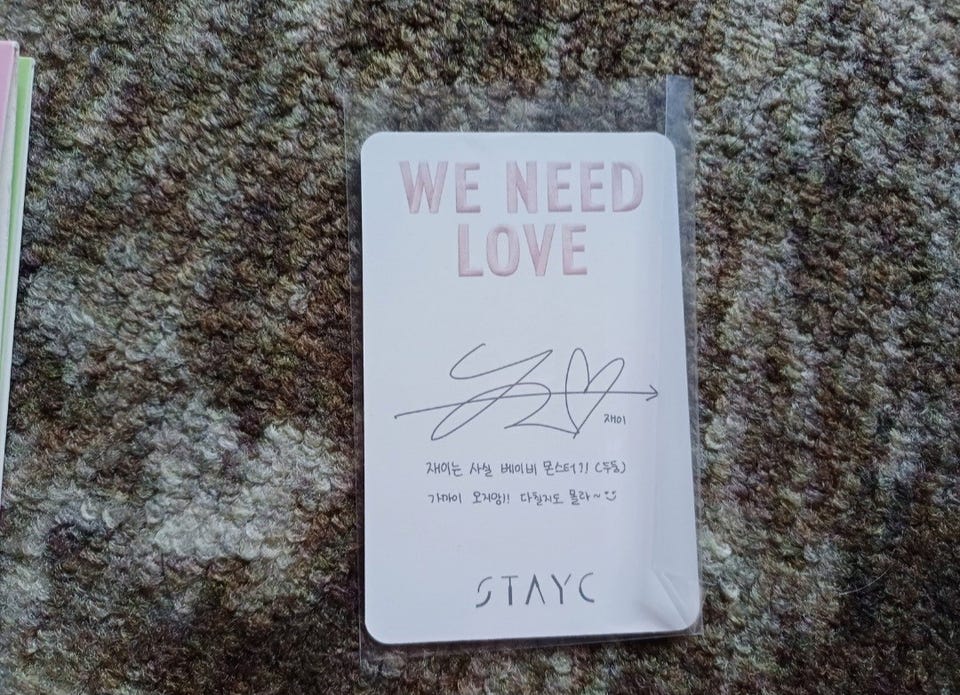 WE NEED
LOVE
재이
재이는 사실 베이비 몬스터?! (두둥)
가까이 오지맘!! 다칠지도 몰라~
STAYC